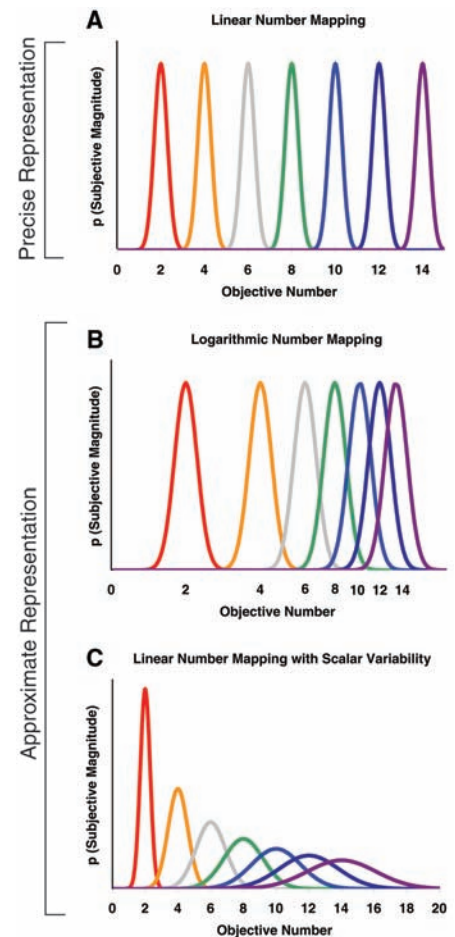 A
Linear Number Mapping
Precise Representation
p (Subjective Magnitude)
0 2 4 6 8 10 12 14
Objective Number
B
Logarithmic Number Mapping
Approximate Representation
p (Subjective Magnitude)
0 2 4 6 8 10 12 14
Objective Number
C
Linear Number Mapping with Scalar Variability
p (Subjective Magnitude)
0 2 4 6 8 10 12 14 16 18 20
Objective Number